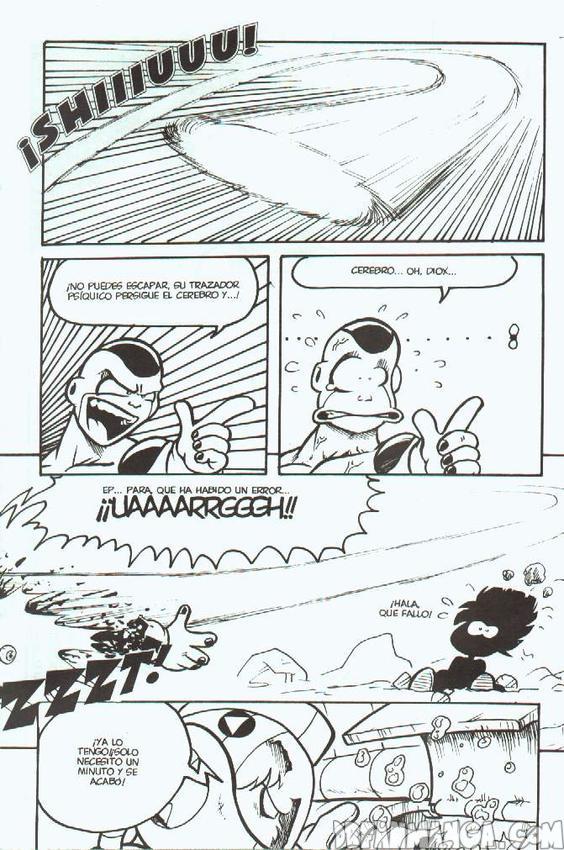 ¡SHIIIUUU!
¡NO PUEDES ESCAPAR, SU TRAZADOR
PSÍQUICO PERSIGUE EL CEREBRO Y...!
CEREBRO... OH, DIOX...
EP... PARA, QUE HA HABIDO UN ERROR...
¡¡UAAAARRGGGGH!!
¡HALA,
QUE FALLO!
ZZZT!
¡YA LO
TENGO!¡SOLO
NECESITO UN
MINUTO Y SE
ACABÓ!